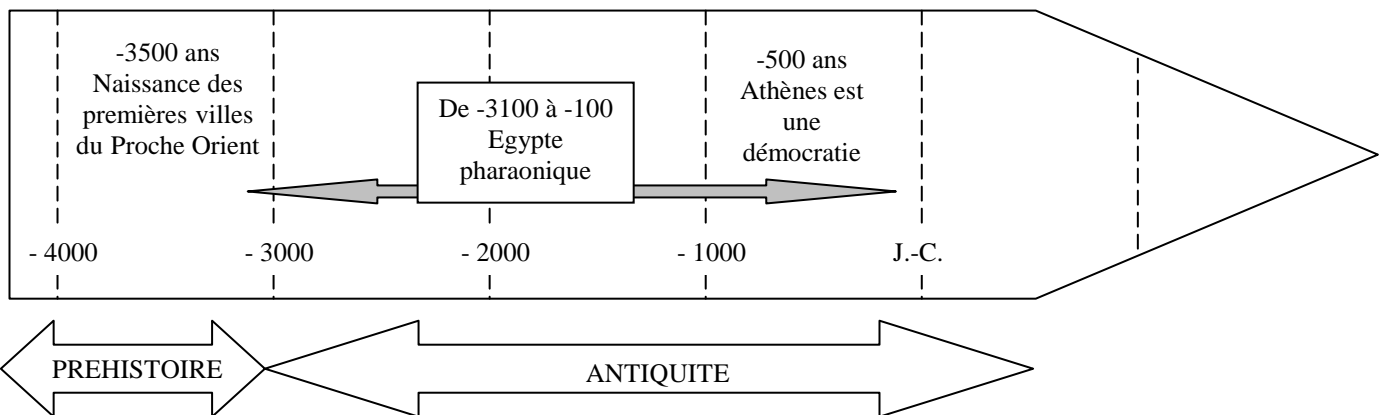 -3500 ans
Naissance des
premières villes
du Proche Orient
De -3100 à -100
Egypte
pharaonique
-500 ans
Athènes est
une
démocratie
- 4000
- 3000
- 2000
- 1000
J.-C.
PREHISTOIRE
ANTIQUITE